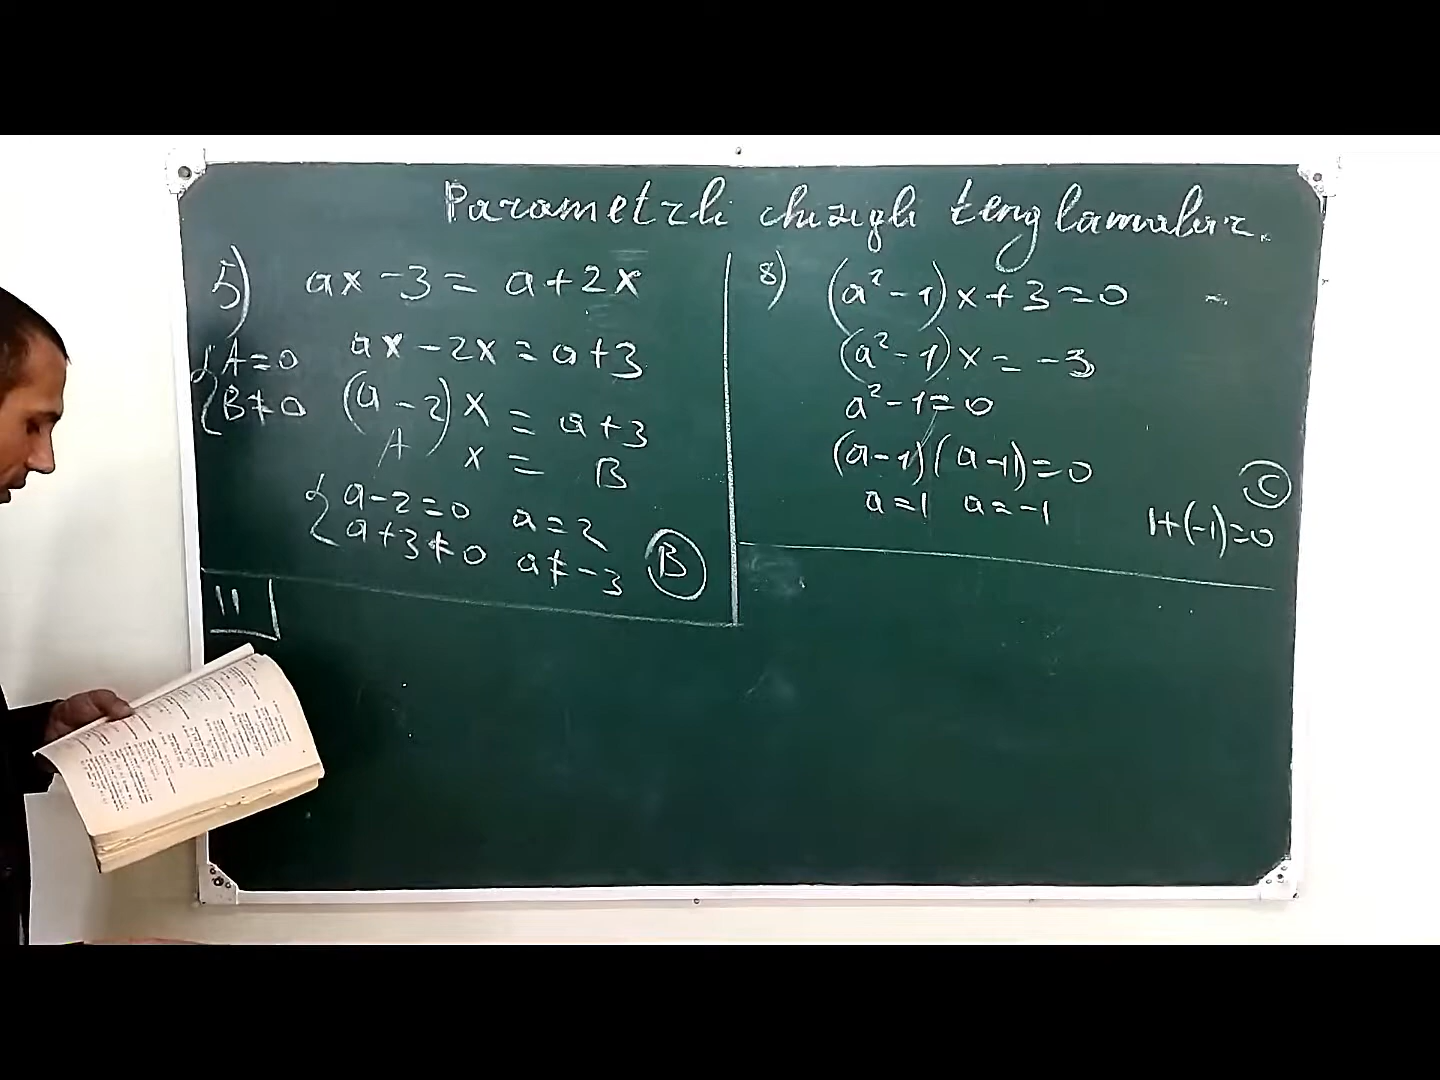 Parametrli chiziqli tenglamalar.
5) ax - 3 = a + 2x
{ A = 0
B ≠ 0
ax - 2x = a + 3
(a - 2) x = a + 3
A x = B
{ a - 2 = 0 a = 2
a + 3 ≠ 0 a ≠ -3
B
8) (a² - 1) x + 3 = 0
(a² - 1) x = -3
a² - 1 = 0
(a - 1)(a + 1) = 0
a = 1 a = -1
C
1 + (-1) = 0
11